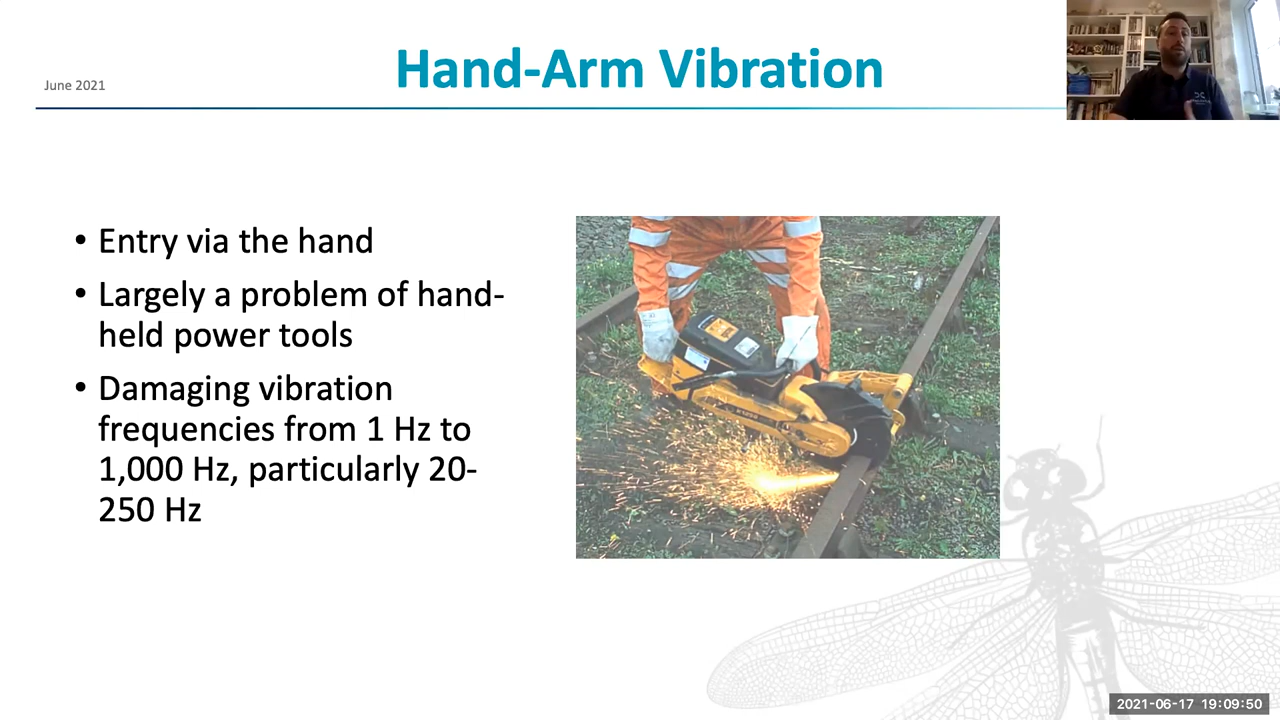 Hand-Arm Vibration
June 2021
• Entry via the hand
• Largely a problem of hand-
held power tools
• Damaging vibration
frequencies from 1 Hz to
1,000 Hz, particularly 20-
250 Hz
2021-06-17 19:09:50